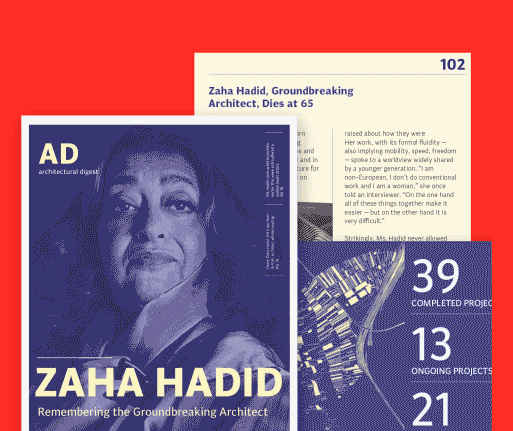 102
Zaha Hadid, Groundbreaking
Architect, Dies at 65
raised about how they were
Her work, with its formal fluidity —
also implying mobility, speed, freedom
— spoke to a worldview widely shared
by a younger generation. "I am
non-European, I don't do conventional
work and I am a woman," she once
told an interviewer. "On the one hand
all of these things together make it
easier — but on the other hand it is
very difficult."
Strikingly, Ms. Hadid never allowed
AD
architectural digest
ZAHA HADID
Remembering the Groundbreaking Architect
39
COMPLETED PROJEC
13
ONGOING PROJECTS
21